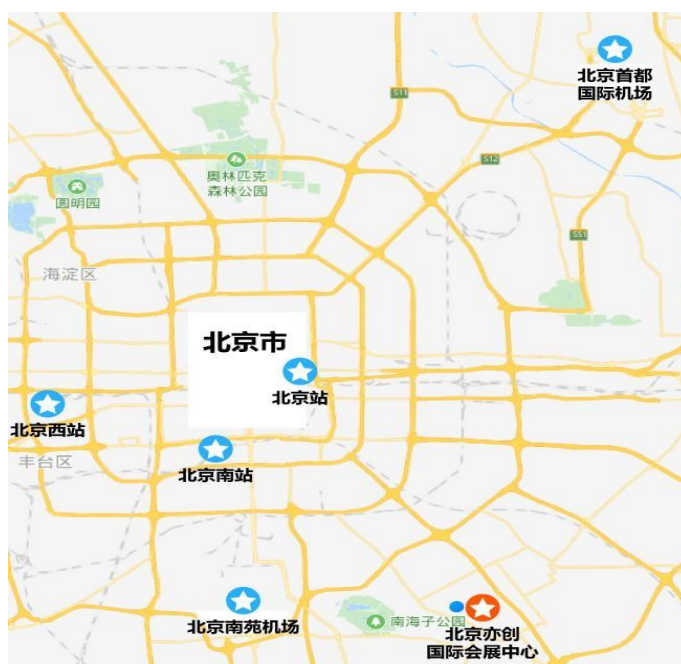 北京首都
国际机场
S11
奥林匹克
森林公园
S12
圆明园
S51
海淀区
北京市
北京站
北京西站
丰台区
北京南站
北京南苑机场
南海子公园
北京亦创
国际会展中心